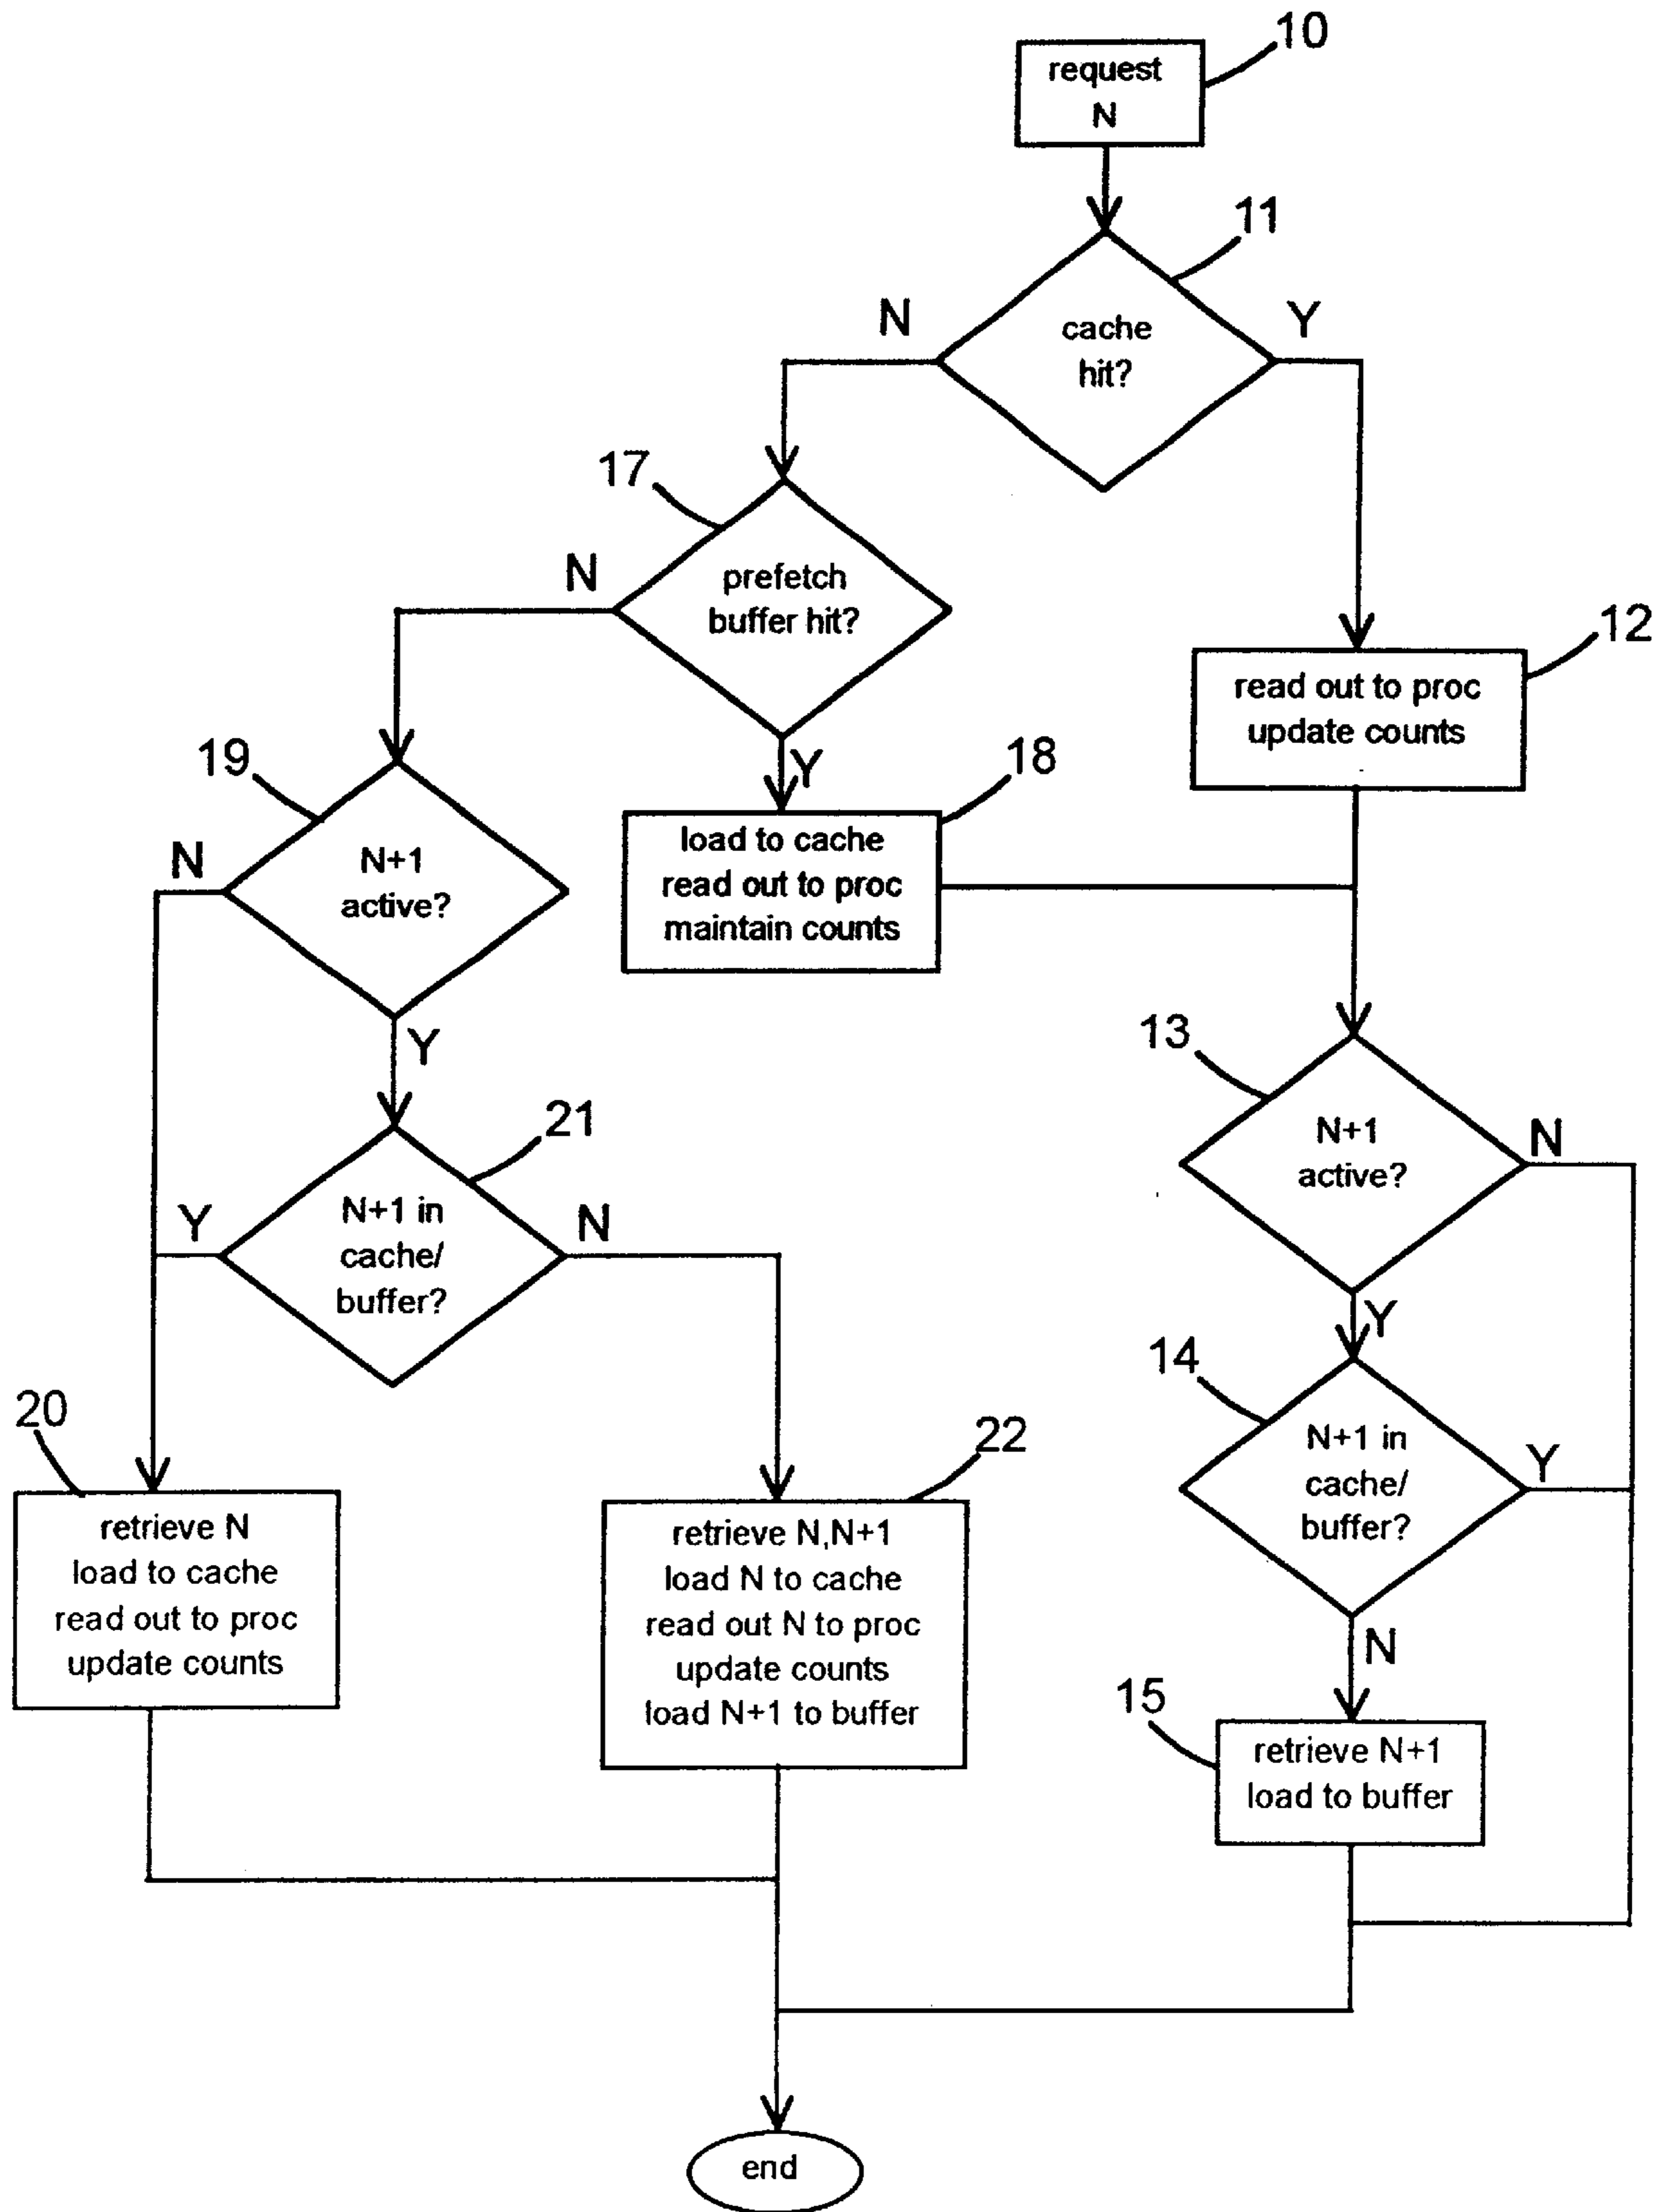 10
request
N
11
N
Y
cache
hit?
17
N
prefetch
buffer hit?
12
read out to proc
update counts
Y
19
18
N
N+1
active?
load to cache
read out to proc
maintain counts
Y
13
N+1
active?
N
21
Y
N
N+1 in
cache/
buffer?
Y
14
N+1 in
cache/
buffer?
Y
20
22
retrieve N
load to cache
read out to proc
update counts
retrieve N,N+1
load N to cache
read out N to proc
update counts
load N+1 to buffer
N
15
retrieve N+1
load to buffer
end